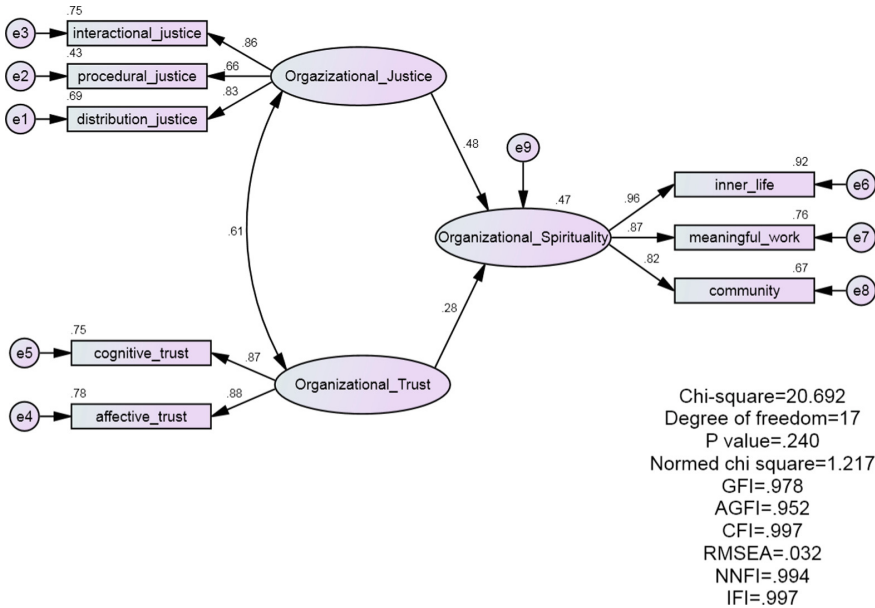 .75
e3
interactional_justice
.86
.43
e2
procedural_justice
.66
.69
e1
distribution_justice
.83
Orgazizational_Justice
.48
e9
.47
Organizational_Spirituality
.61
.28
.92
inner_life
e6
.96
.76
meaningful_work
e7
.87
.67
community
e8
.82
.75
e5
cognitive_trust
.87
.78
e4
affective_trust
.88
Organizational_Trust
Chi-square=20.692
Degree of freedom=17
P value=.240
Normed chi square=1.217
GFI=.978
AGFI=.952
CFI=.997
RMSEA=.032
NNFI=.994
IFI=.997